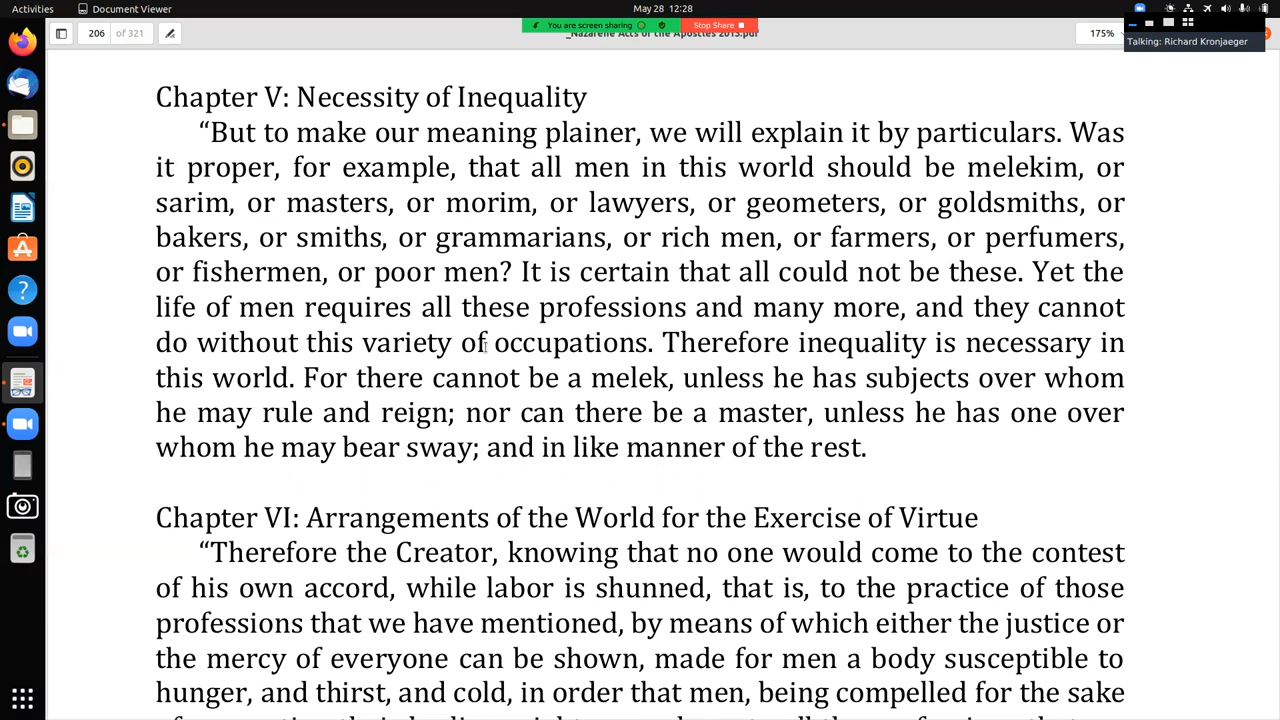 Activities
Document Viewer
May 28 12:28
206 of 321
You are screen sharing
Stop Share
_Nazarene Acts of the Apostles 2015.pdf
175%
Talking: Richard Kronjaeger
Chapter V: Necessity of Inequality
“But to make our meaning plainer, we will explain it by particulars. Was
it proper, for example, that all men in this world should be melekim, or
sarim, or masters, or morim, or lawyers, or geometers, or goldsmiths, or
bakers, or smiths, or grammarians, or rich men, or farmers, or perfumers,
or fishermen, or poor men? It is certain that all could not be these. Yet the
life of men requires all these professions and many more, and they cannot
do without this variety of occupations. Therefore inequality is necessary in
this world. For there cannot be a melek, unless he has subjects over whom
he may rule and reign; nor can there be a master, unless he has one over
whom he may bear sway; and in like manner of the rest.
Chapter VI: Arrangements of the World for the Exercise of Virtue
“Therefore the Creator, knowing that no one would come to the contest
of his own accord, while labor is shunned, that is, to the practice of those
professions that we have mentioned, by means of which either the justice or
the mercy of everyone can be shown, made for men a body susceptible to
hunger, and thirst, and cold, in order that men, being compelled for the sake